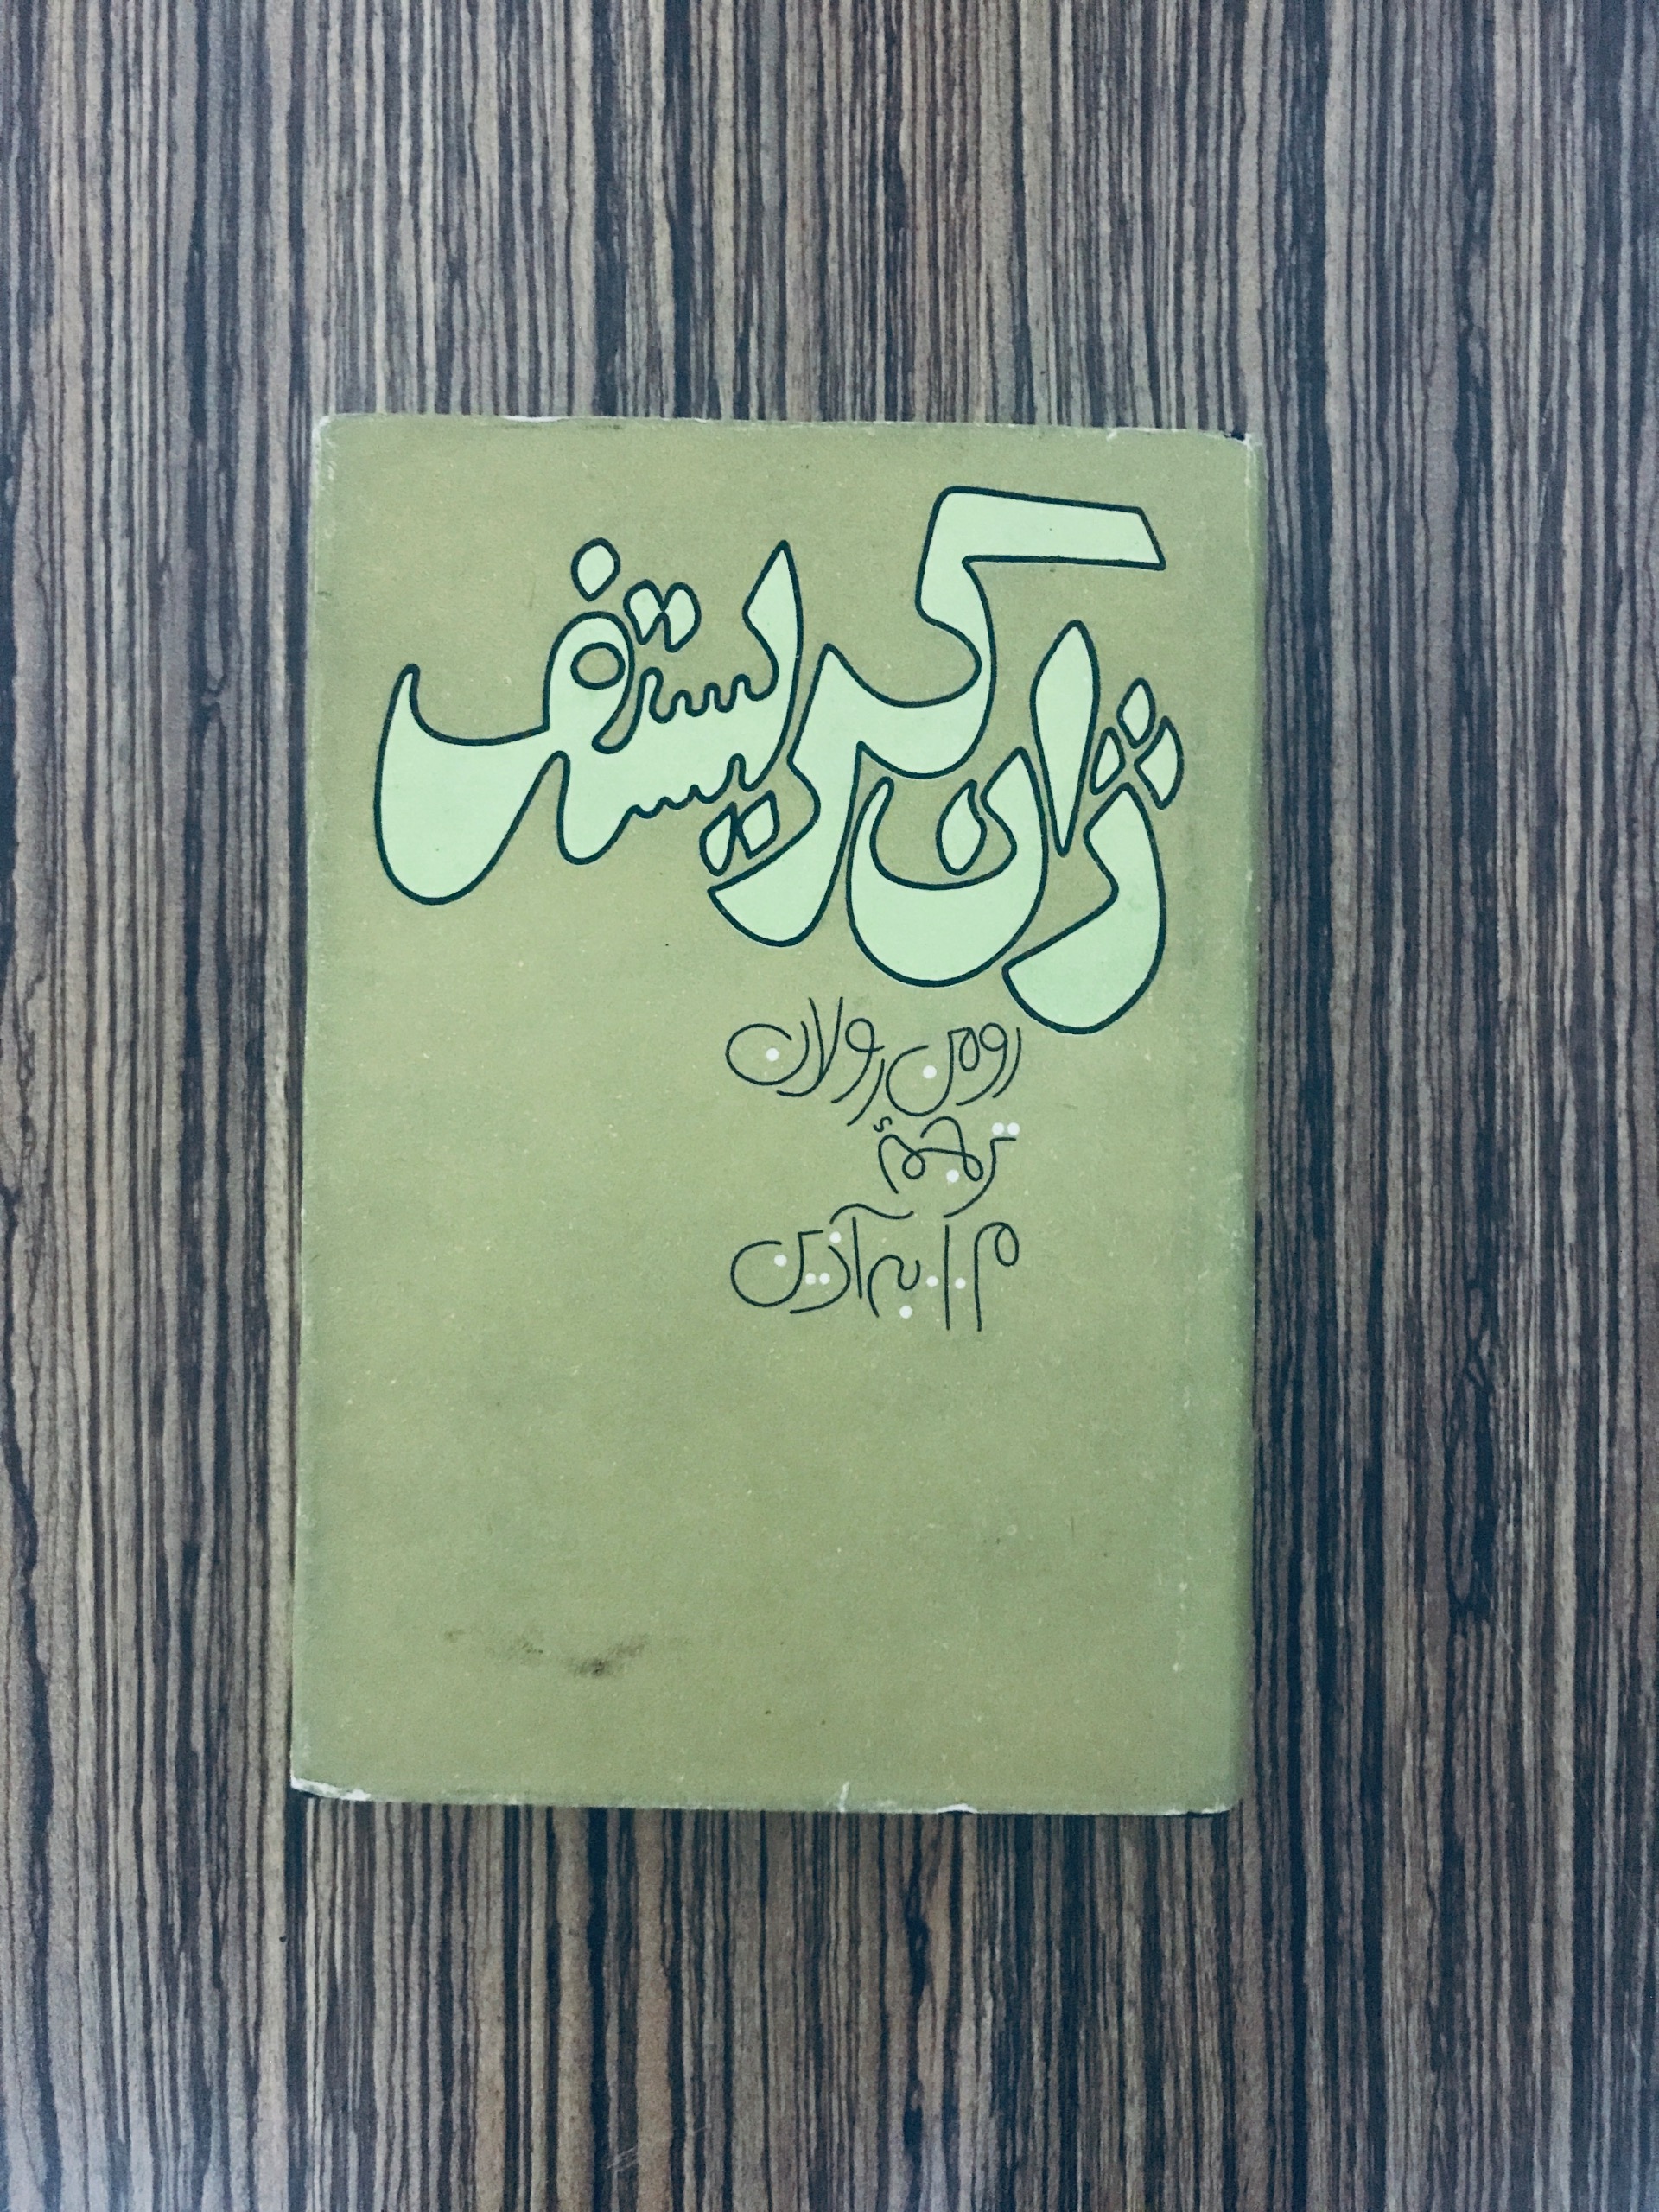 ژان کریستف
رومن رولان
ترجمهٔ
م. ا. به‌آذین